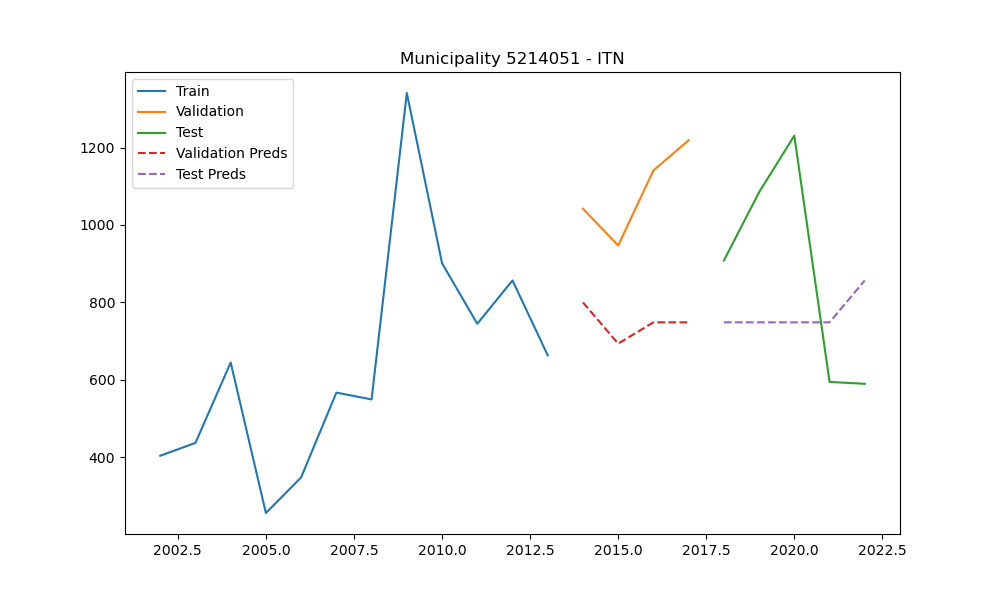 Municipality 5214051 - ITN
Train
Validation
Test
Validation Preds
Test Preds
1200
1000
800
600
400
2002.5 2005.0 2007.5 2010.0 2012.5 2015.0 2017.5 2020.0 2022.5